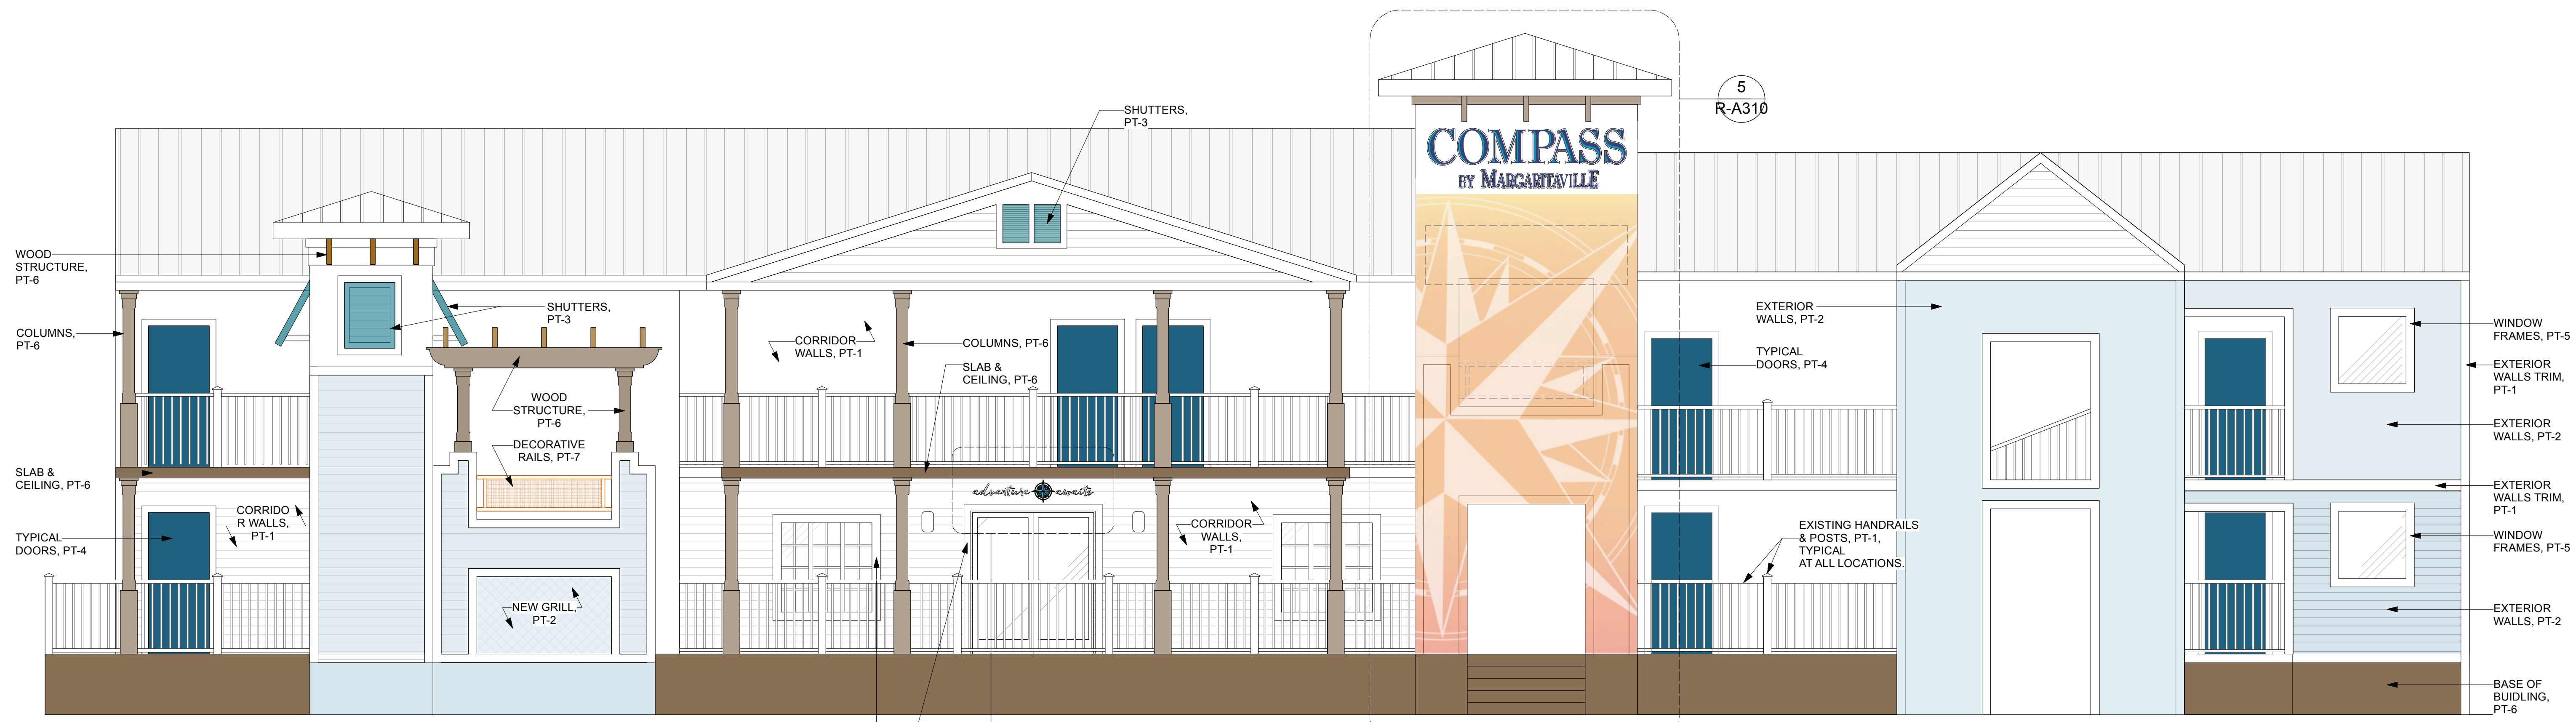 5
R-A310
SHUTTERS,
PT-3
COMPASS
BY MARGARITAVILLE
WOOD
STRUCTURE,
PT-6
SHUTTERS,
PT-3
COLUMNS,
PT-6
CORRIDOR
WALLS, PT-1
COLUMNS, PT-6
SLAB &
CEILING, PT-6
EXTERIOR
WALLS, PT-2
TYPICAL
DOORS, PT-4
WINDOW
FRAMES, PT-5
EXTERIOR
WALLS TRIM,
PT-1
WOOD
STRUCTURE,
PT-6
DECORATIVE
RAILS, PT-7
EXTERIOR
WALLS, PT-2
SLAB &
CEILING, PT-6
adventure awaits
EXTERIOR
WALLS TRIM,
PT-1
CORRIDO
R WALLS,
PT-1
CORRIDOR
WALLS,
PT-1
EXISTING HANDRAILS
& POSTS, PT-1,
TYPICAL
AT ALL LOCATIONS.
TYPICAL
DOORS, PT-4
WINDOW
FRAMES, PT-5
NEW GRILL,
PT-2
EXTERIOR
WALLS, PT-2
BASE OF
BUIDLING,
PT-6